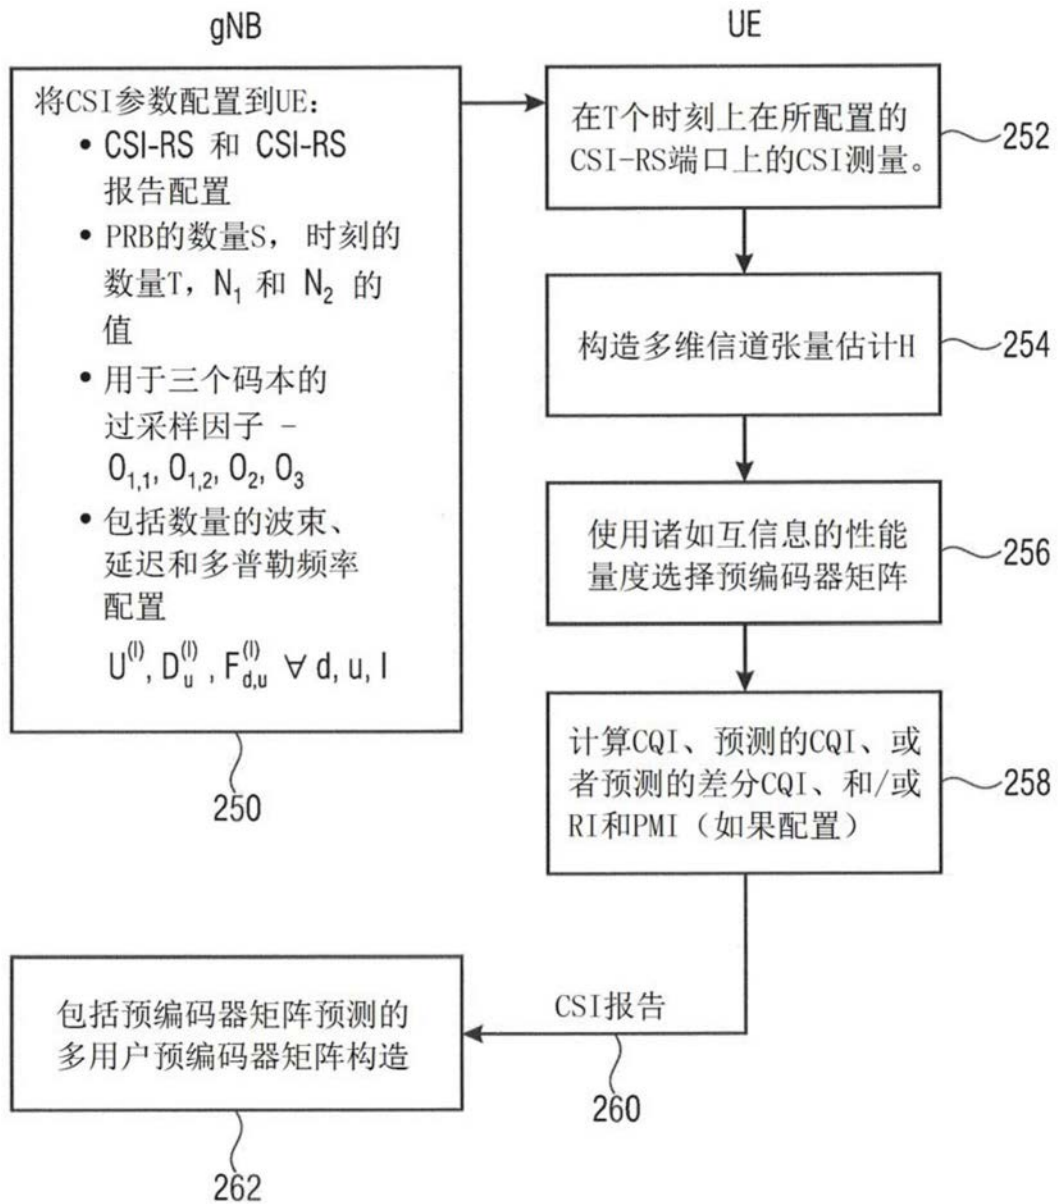 gNB
将CSI参数配置到UE:
• CSI-RS 和 CSI-RS
报告配置
• PRB的数量S, 时刻的
数量T, N₁ 和 N₂ 的
值
• 用于三个码本的
过采样因子 -
O₁,₁, O₁,₂, O₂, O₃
• 包括数量的波束、
延迟和多普勒频率
配置
U^(l), D_u^(l), F_d,u^(l) ∀ d, u, l
250
UE
在T个时刻上在所配置的
CSI-RS端口上的CSI测量。
252
构造多维信道张量估计H
254
使用诸如互信息的性能
量度选择预编码器矩阵
256
计算CQI、预测的CQI、或
者预测的差分CQI、和/或
RI和PMI（如果配置）
258
CSI报告
260
包括预编码器矩阵预测的
多用户预编码器矩阵构造
262